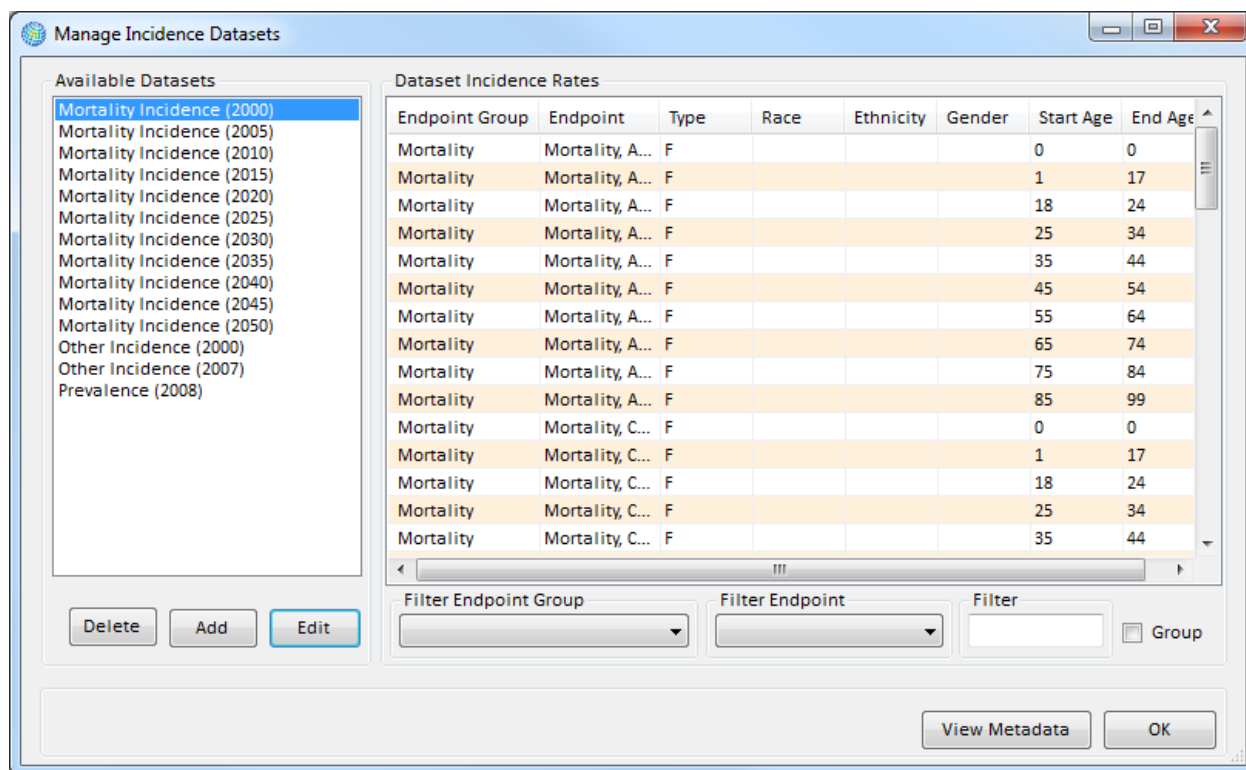 Manage Incidence Datasets
Available Datasets
Mortality Incidence (2000)
Mortality Incidence (2005)
Mortality Incidence (2010)
Mortality Incidence (2015)
Mortality Incidence (2020)
Mortality Incidence (2025)
Mortality Incidence (2030)
Mortality Incidence (2035)
Mortality Incidence (2040)
Mortality Incidence (2045)
Mortality Incidence (2050)
Other Incidence (2000)
Other Incidence (2007)
Prevalence (2008)
Delete Add Edit
Dataset Incidence Rates
Endpoint Group Endpoint Type Race Ethnicity Gender Start Age End Age
Mortality Mortality, A... F 0 0
Mortality Mortality, A... F 1 17
Mortality Mortality, A... F 18 24
Mortality Mortality, A... F 25 34
Mortality Mortality, A... F 35 44
Mortality Mortality, A... F 45 54
Mortality Mortality, A... F 55 64
Mortality Mortality, A... F 65 74
Mortality Mortality, A... F 75 84
Mortality Mortality, A... F 85 99
Mortality Mortality, C... F 0 0
Mortality Mortality, C... F 1 17
Mortality Mortality, C... F 18 24
Mortality Mortality, C... F 25 34
Mortality Mortality, C... F 35 44
Filter Endpoint Group Filter Endpoint Filter
Group
View Metadata OK